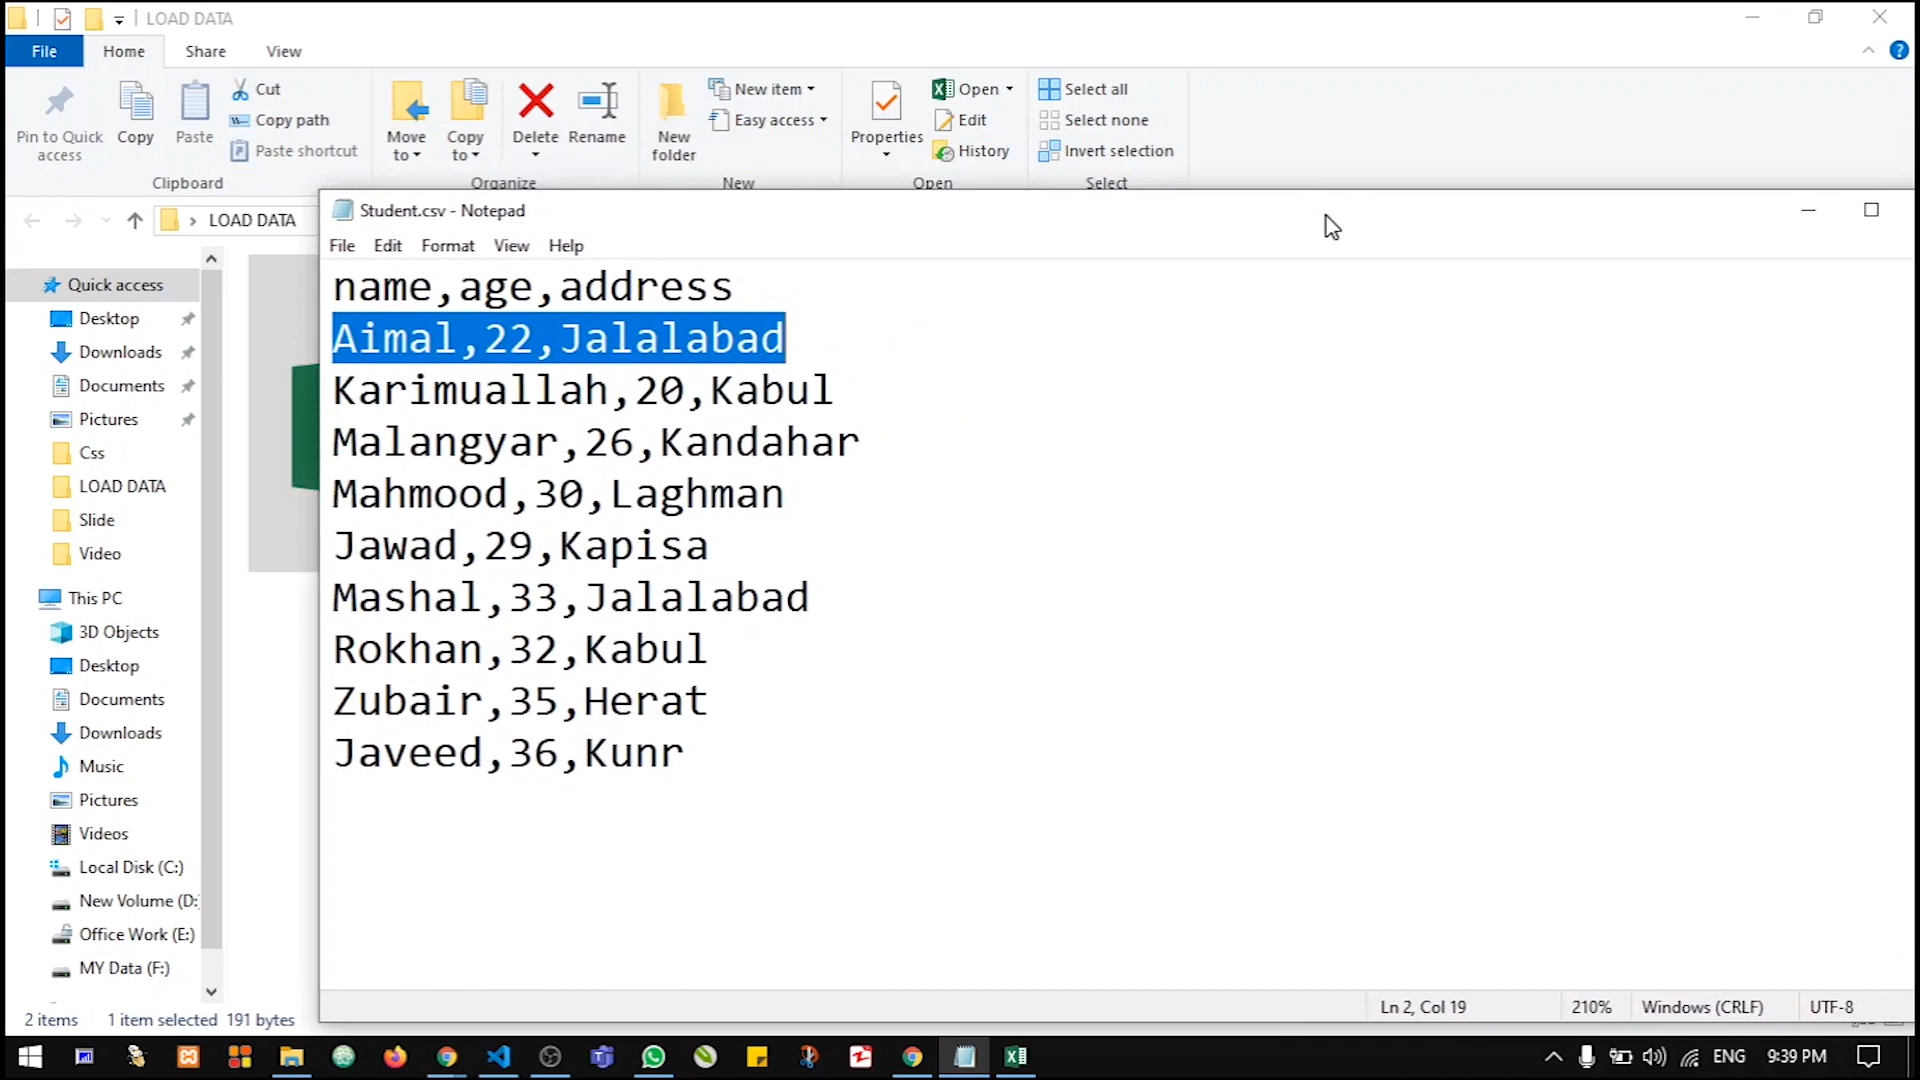 LOAD DATA
File Home Share View
Pin to Quick access
Copy
Paste
Cut
Copy path
Paste shortcut
Clipboard
Move to
Copy to
Delete
Rename
Organize
New folder
New item
Easy access
New
Properties
Open
Edit
History
Open
Select all
Select none
Invert selection
Select
LOAD DATA
Student.csv - Notepad
File Edit Format View Help
name,age,address
Aimal,22,Jalalabad
Karimuallah,20,Kabul
Malangyar,26,Kandahar
Mahmood,30,Laghman
Jawad,29,Kapisa
Mashal,33,Jalalabad
Rokhan,32,Kabul
Zubair,35,Herat
Javeed,36,Kunr
Quick access
Desktop
Downloads
Documents
Pictures
Css
LOAD DATA
Slide
Video
This PC
3D Objects
Desktop
Documents
Downloads
Music
Pictures
Videos
Local Disk (C:)
New Volume (D:
Office Work (E:)
MY Data (F:)
2 items 1 item selected 191 bytes
Ln 2, Col 19 210% Windows (CRLF) UTF-8
ENG 9:39 PM